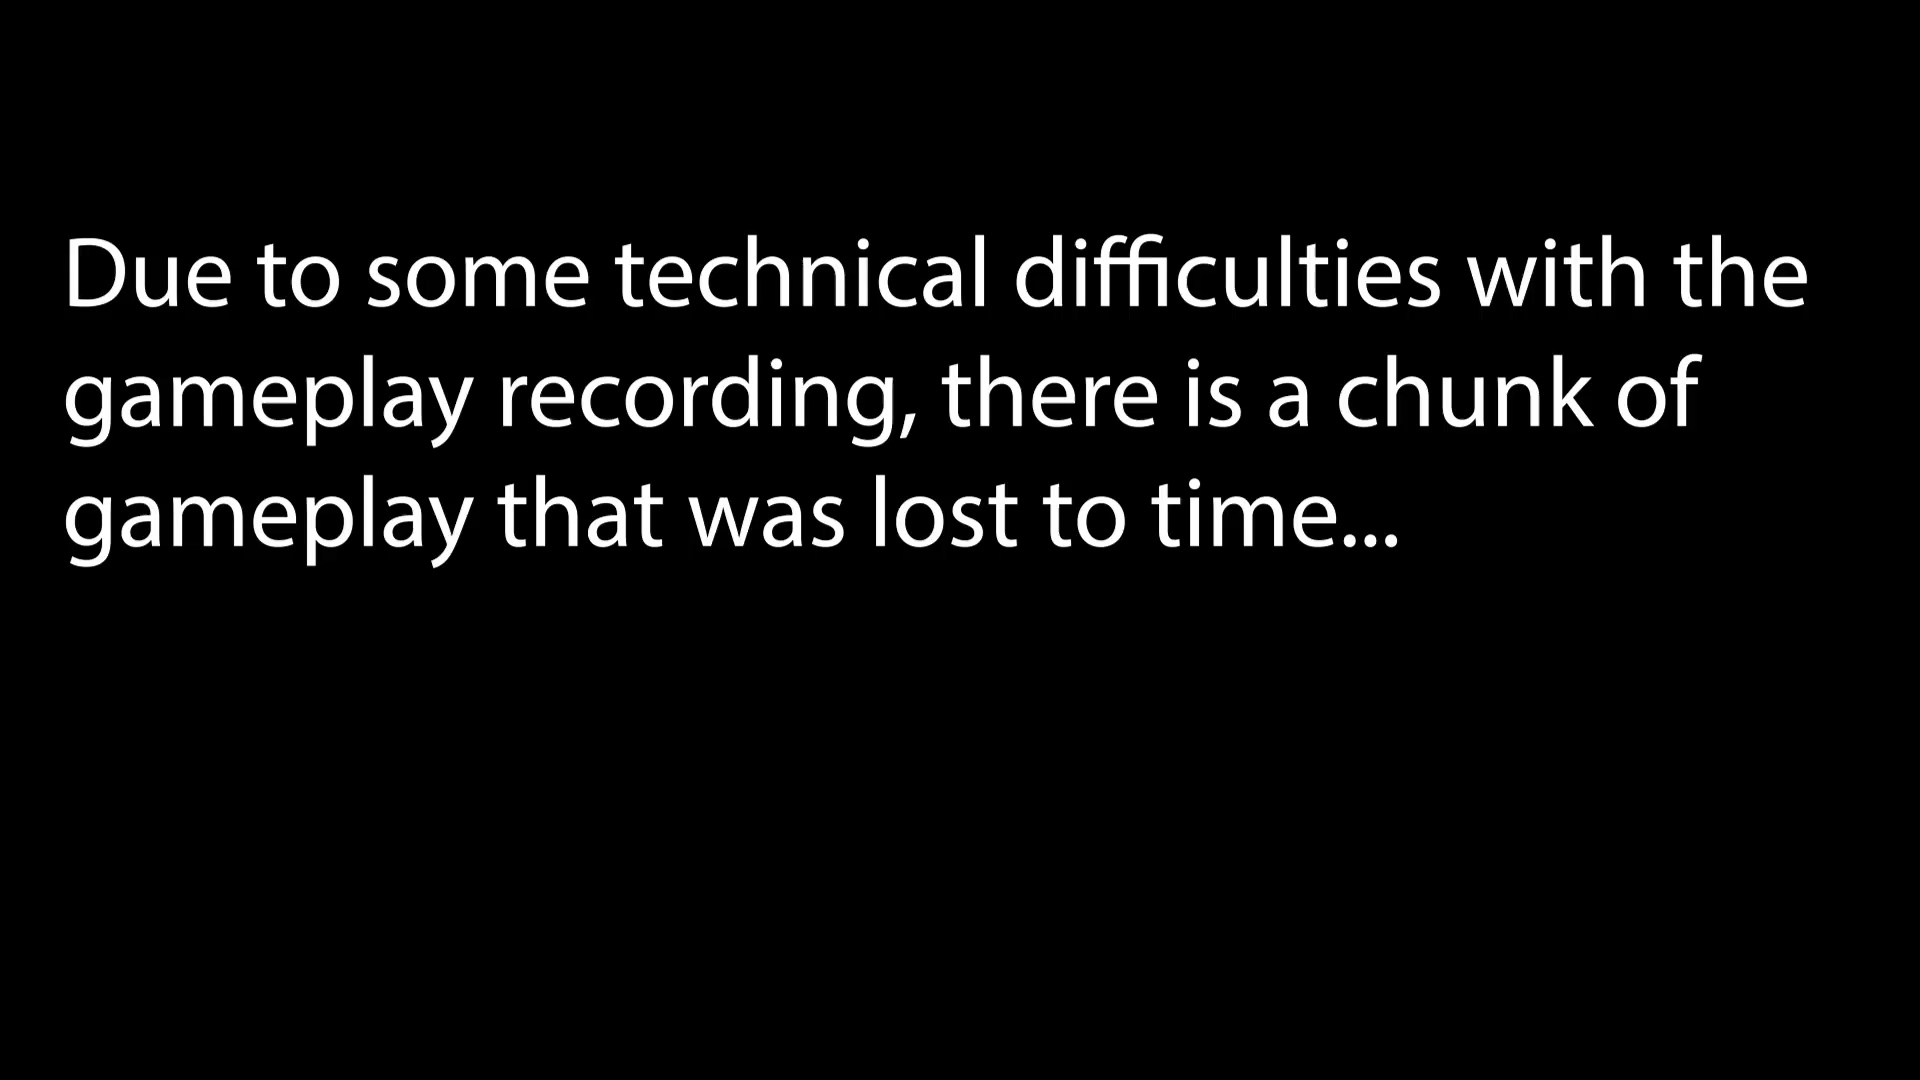 Due to some technical difficulties with the
gameplay recording, there is a chunk of
gameplay that was lost to time...